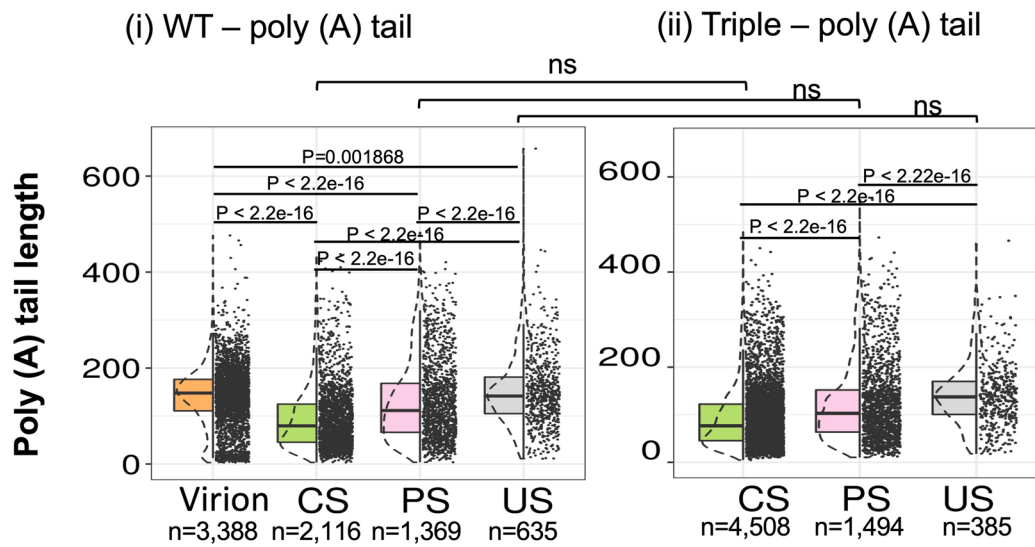 (i) WT – poly (A) tail
(ii) Triple – poly (A) tail
ns
ns
ns
Poly (A) tail length
600
400
200
0
P=0.001868
P < 2.2e-16
P < 2.2e-16
P < 2.2e-16
P < 2.2e-16
P < 2.2e-16
Virion
CS
PS
US
n=3,388
n=2,116
n=1,369
n=635
600
400
200
0
P < 2.22e-16
P < 2.2e-16
P < 2.2e-16
CS
PS
US
n=4,508
n=1,494
n=385